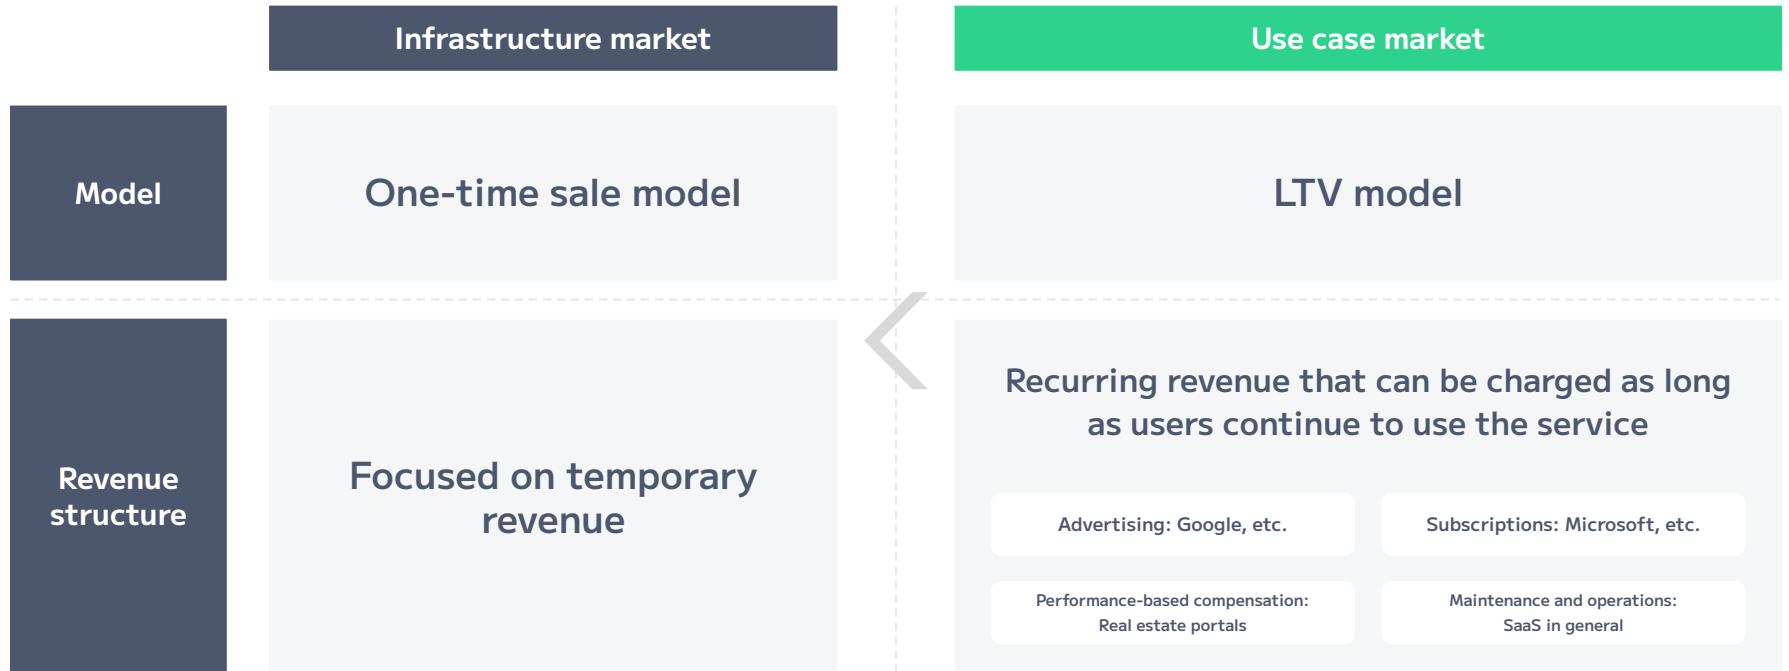 Infrastructure market
Use case market
Model
One-time sale model
LTV model
Revenue
structure
Focused on temporary
revenue
Recurring revenue that can be charged as long
as users continue to use the service
Advertising: Google, etc.
Subscriptions: Microsoft, etc.
Performance-based compensation:
Real estate portals
Maintenance and operations:
SaaS in general